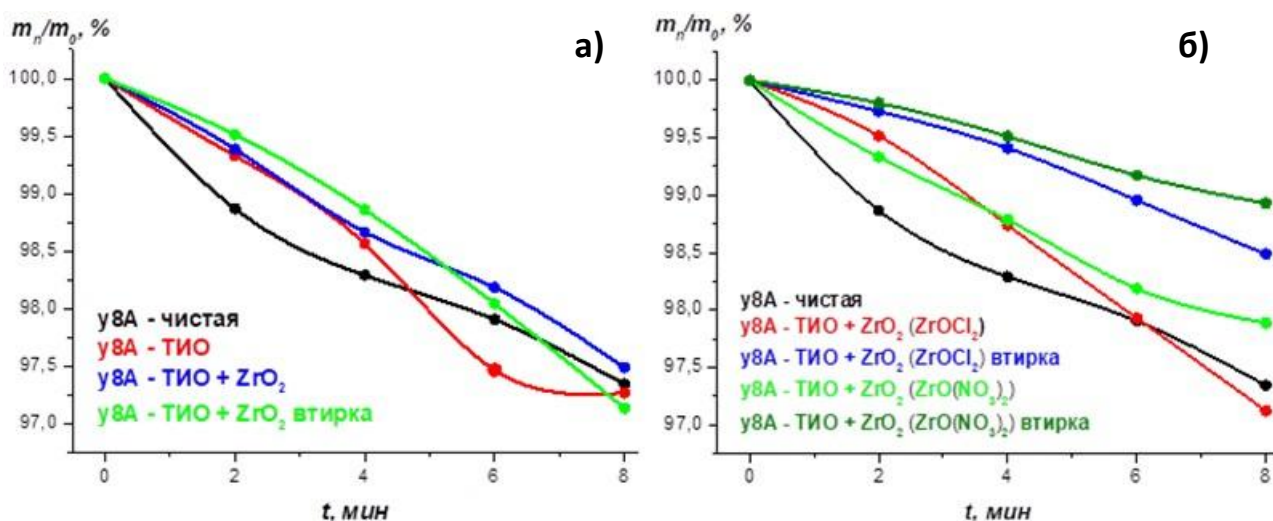 mₙ/m₀, %
а)
100,0
99,5
99,0
98,5
98,0
97,5
97,0
у8А - чистая
у8А - ТИО
у8А - ТИО + ZrO₂
у8А - ТИО + ZrO₂ втирка
0 2 4 6 8
t, мин
mₙ/m₀, %
б)
100,0
99,5
99,0
98,5
98,0
97,5
97,0
у8А - чистая
у8А - ТИО + ZrO₂ (ZrOCl₂)
у8А - ТИО + ZrO₂ (ZrOCl₂) втирка
у8А - ТИО + ZrO₂ (ZrO(NO₃)₂)
у8А - ТИО + ZrO₂ (ZrO(NO₃)₂) втирка
0 2 4 6 8
t, мин